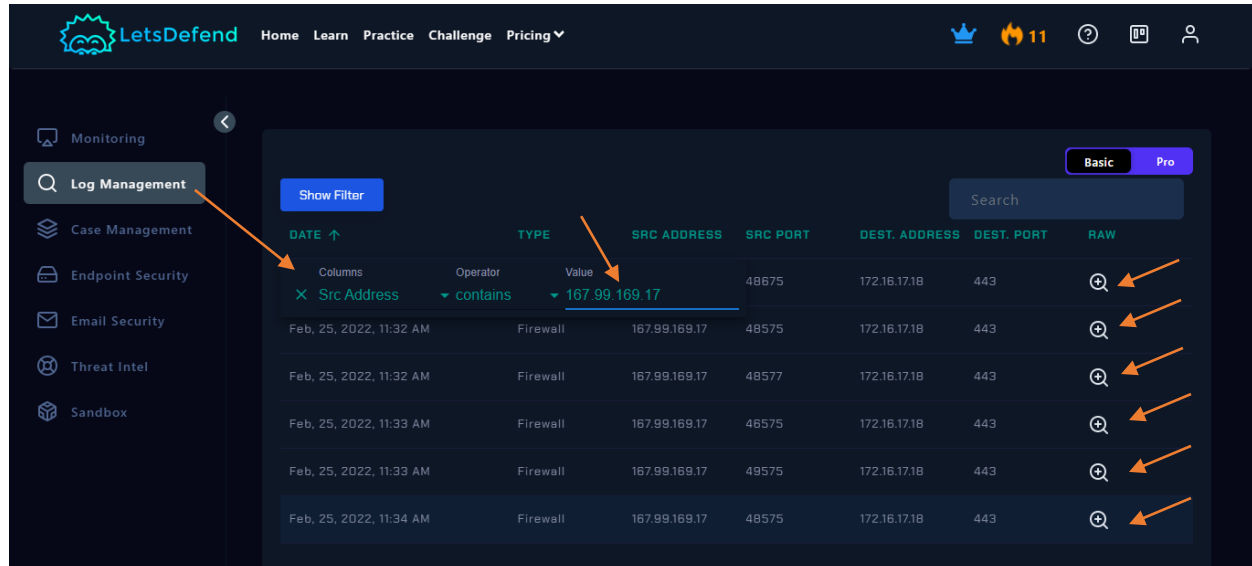 LetsDefend Home Learn Practice Challenge Pricing 11
Monitoring
Log Management
Case Management
Endpoint Security
Email Security
Threat Intel
Sandbox
Basic Pro
Show Filter Search
DATE TYPE SRC ADDRESS SRC PORT DEST. ADDRESS DEST. PORT RAW
Columns Operator Value
Src Address contains 167.99.169.17
48675 172.16.17.18 443
Feb, 25, 2022, 11:32 AM Firewall 167.99.169.17 48575 172.16.17.18 443
Feb, 25, 2022, 11:32 AM Firewall 167.99.169.17 48577 172.16.17.18 443
Feb, 25, 2022, 11:33 AM Firewall 167.99.169.17 46575 172.16.17.18 443
Feb, 25, 2022, 11:33 AM Firewall 167.99.169.17 49575 172.16.17.18 443
Feb, 25, 2022, 11:34 AM Firewall 167.99.169.17 48575 172.16.17.18 443